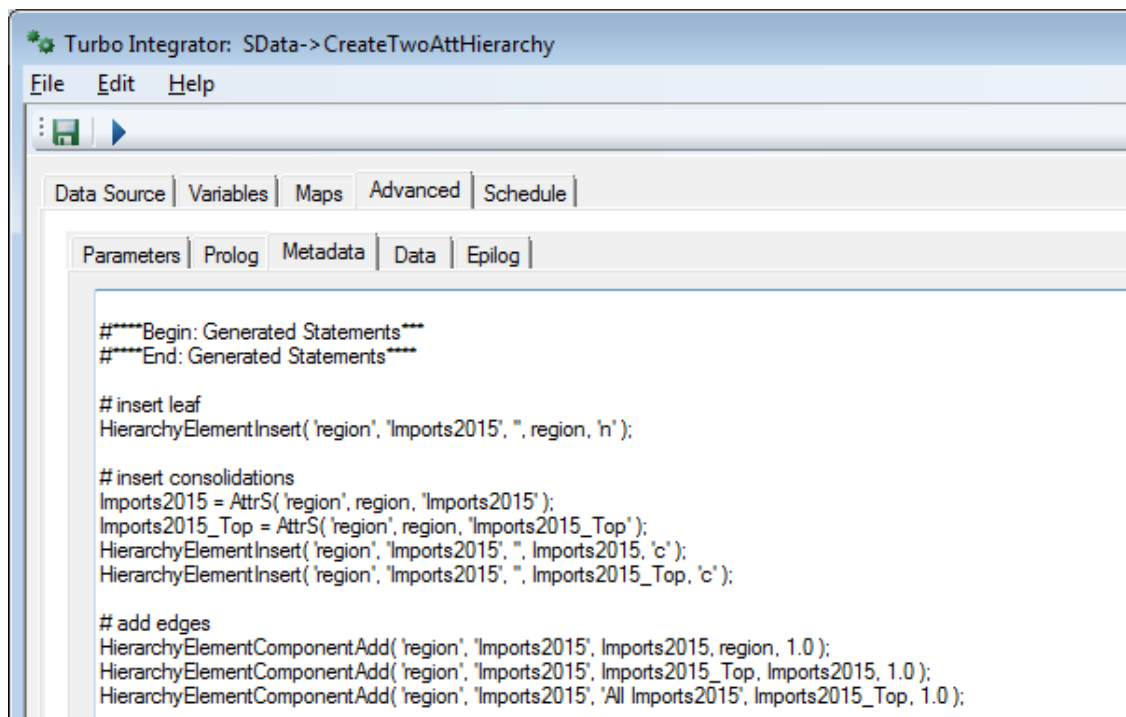 Turbo Integrator: SData->CreateTwoAttHierarchy
File Edit Help
Data Source Variables Maps Advanced Schedule
Parameters Prolog Metadata Data Epilog
#****Begin: Generated Statements***
#****End: Generated Statements****
# insert leaf
HierarchyElementInsert( 'region', 'Imports2015', '', region, 'n' );
# insert consolidations
Imports2015 = AttrS( 'region', region, 'Imports2015' );
Imports2015_Top = AttrS( 'region', region, 'Imports2015_Top' );
HierarchyElementInsert( 'region', 'Imports2015', '', Imports2015, 'c' );
HierarchyElementInsert( 'region', 'Imports2015', '', Imports2015_Top, 'c' );
# add edges
HierarchyElementComponentAdd( 'region', 'Imports2015', Imports2015, region, 1.0 );
HierarchyElementComponentAdd( 'region', 'Imports2015', Imports2015_Top, Imports2015, 1.0 );
HierarchyElementComponentAdd( 'region', 'Imports2015', 'All Imports2015', Imports2015_Top, 1.0 );